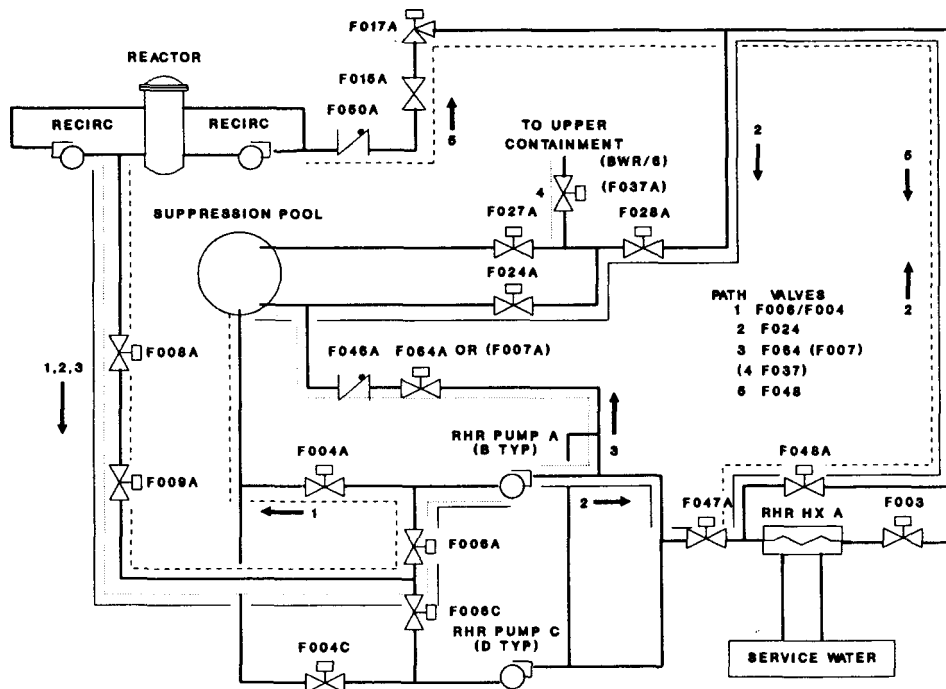 F017A
REACTOR
F015A
F050A
RECIRC
RECIRC
5
TO UPPER
CONTAINMENT
(BWR/6)
(F037A)
4
2
5
SUPPRESSION POOL
F027A
F028A
F024A
PATH VALVES
1 F006/F004
2 F024
3 F064 (F007)
(4 F037)
5 F048
2
F008A
F046A F064A OR (F007A)
1,2,3
RHR PUMP A
(B TYP)
3
F004A
F048A
F009A
F047A
RHR HX A
F003
1
2
F006A
F006C
RHR PUMP C
(D TYP)
F004C
SERVICE WATER